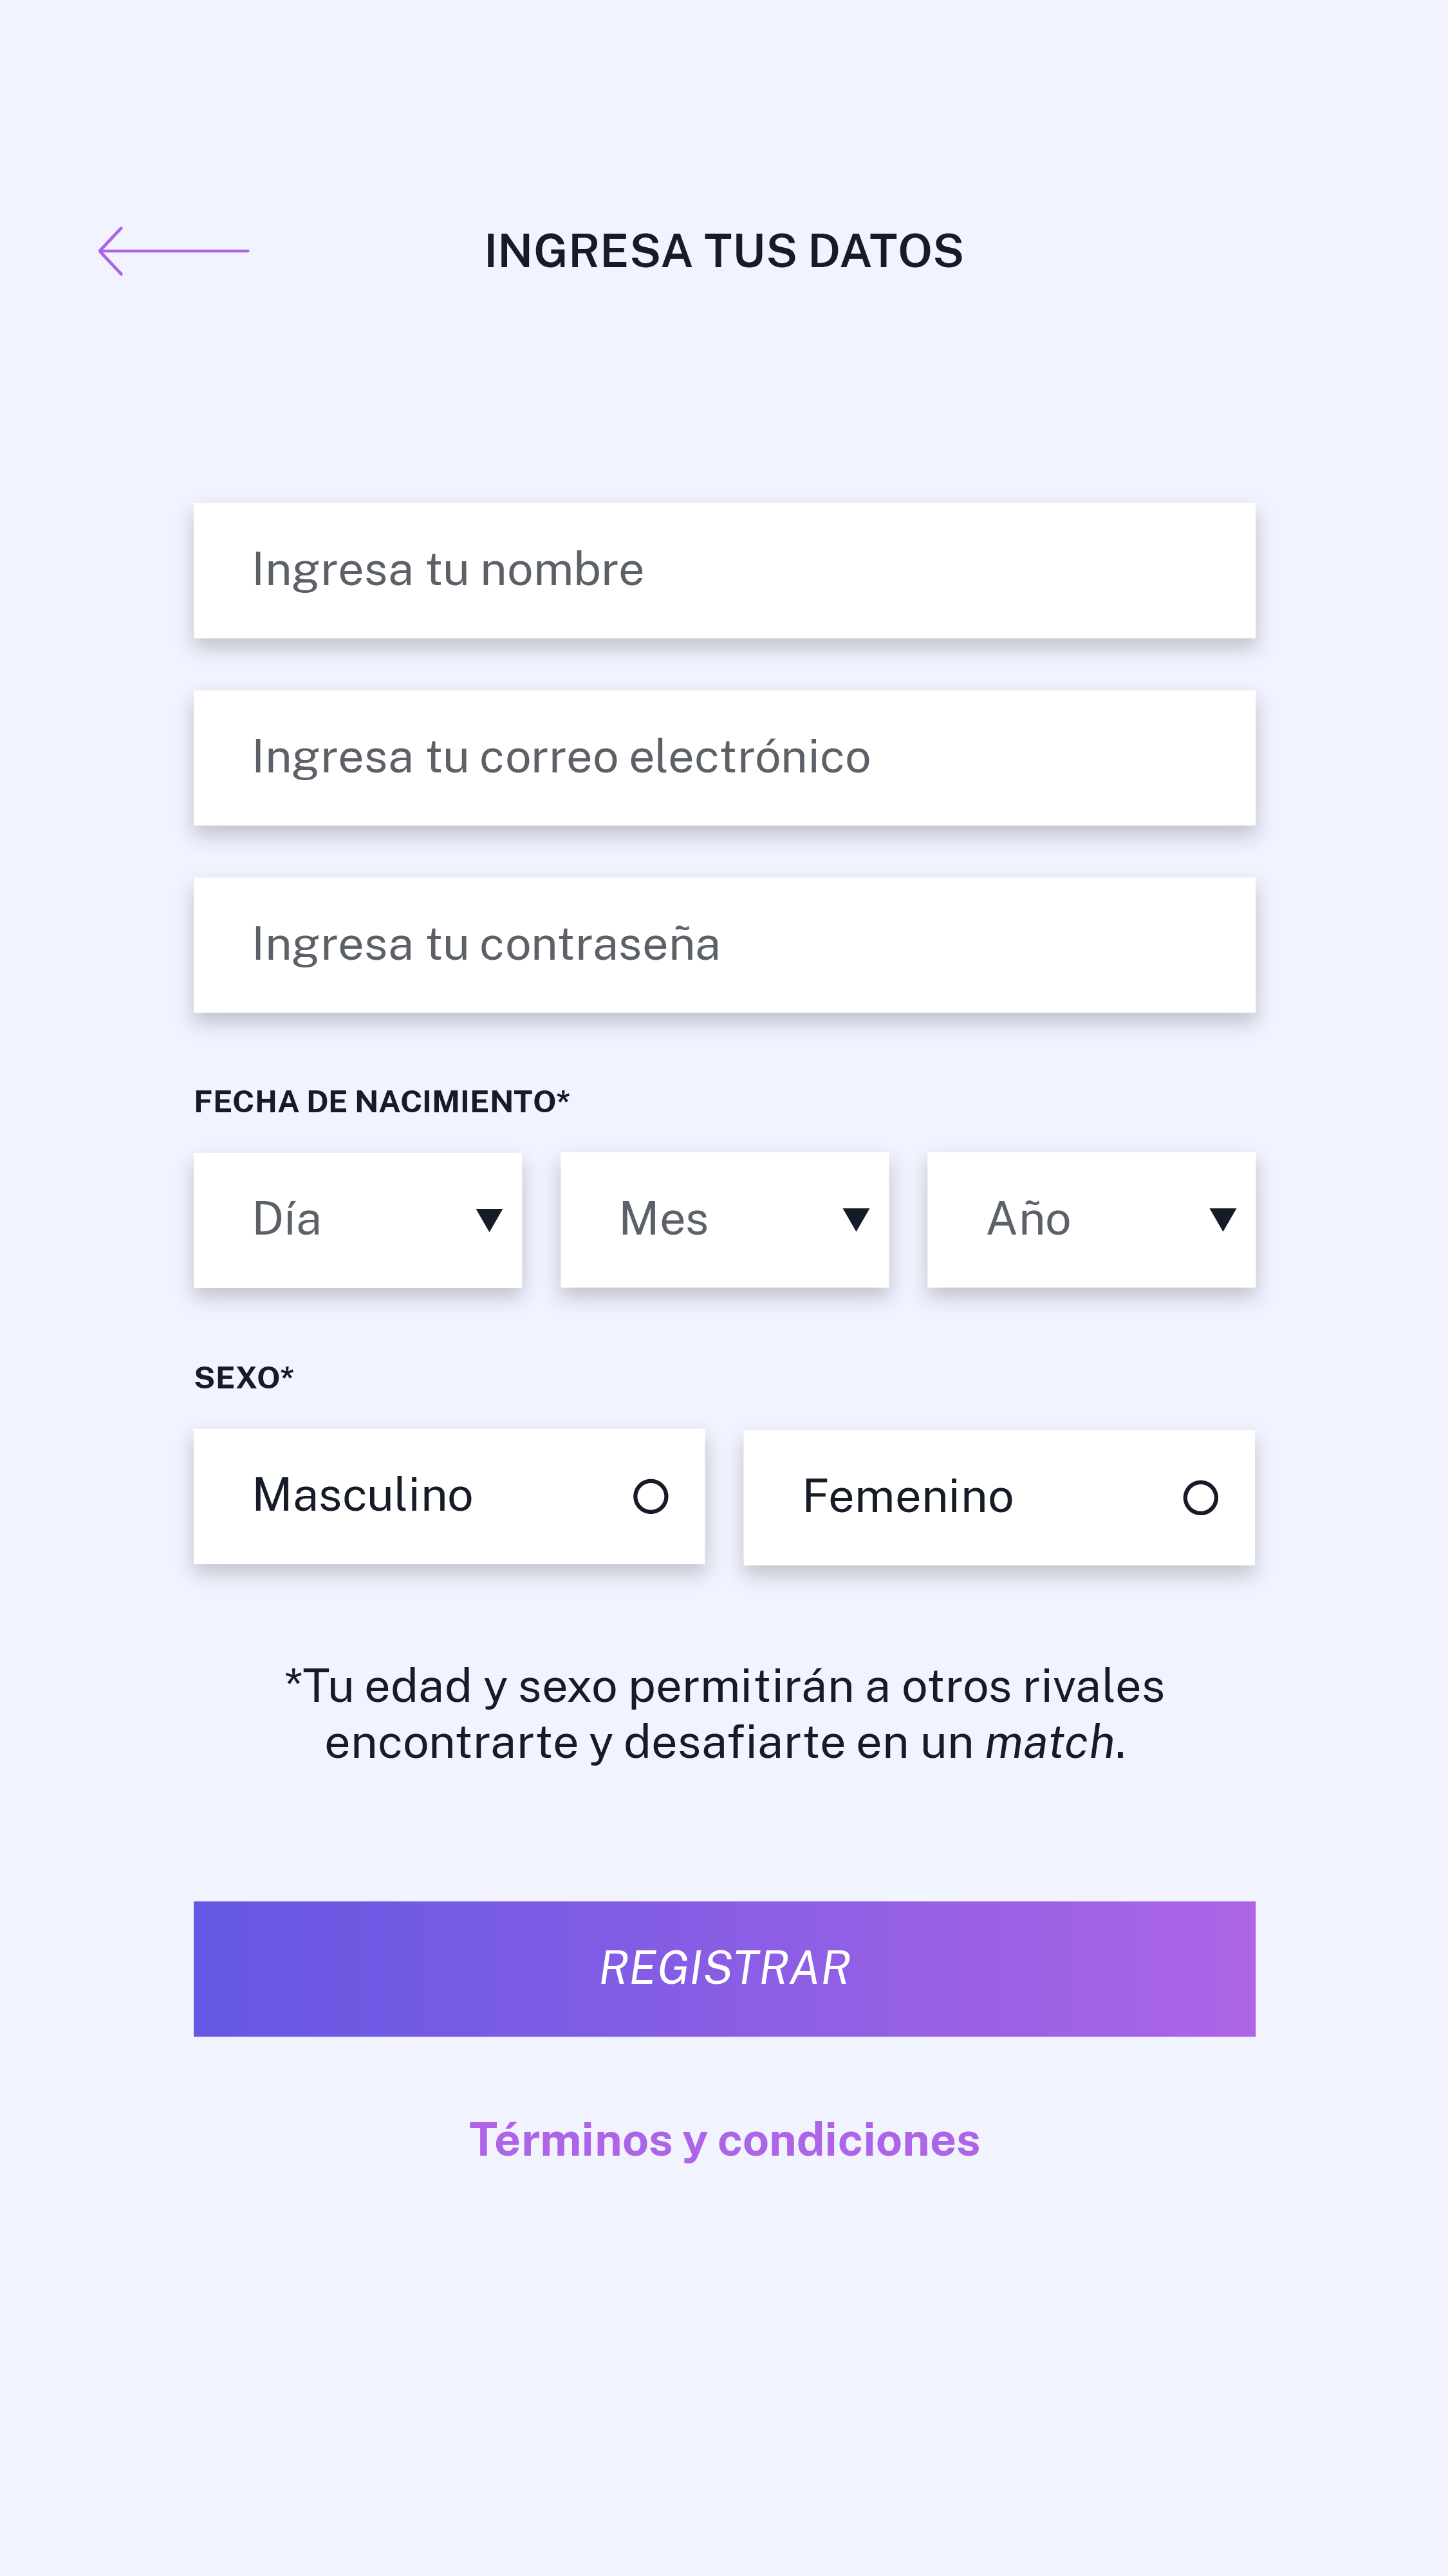 INGRESA TUS DATOS
Ingresa tu nombre
Ingresa tu correo electrónico
Ingresa tu contraseña
FECHA DE NACIMIENTO*
Día Mes Año
SEXO*
Masculino Femenino
*Tu edad y sexo permitirán a otros rivales
encontrarte y desafiarte en un match.
REGISTRAR
Términos y condiciones